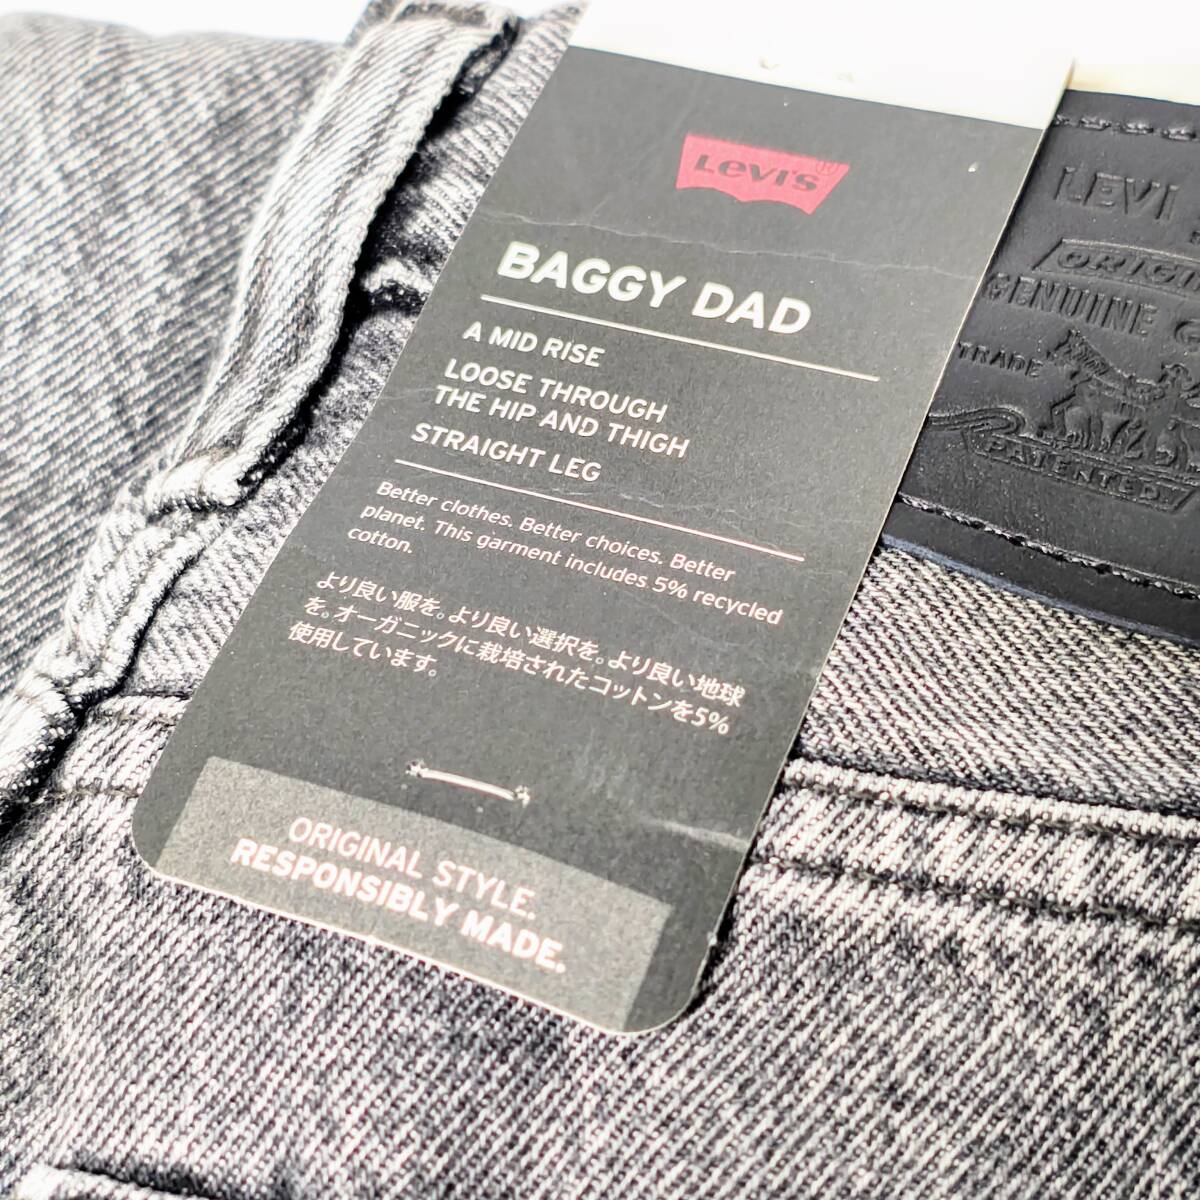 Levi's®
BAGGY DAD
A MID RISE
LOOSE THROUGH
THE HIP AND THIGH
STRAIGHT LEG
Better clothes. Better choices. Better
planet. This garment includes 5% recycled
cotton.
より良い服を。より良い選択を。より良い地球
を。オーガニックに栽培されたコットンを5%
使用しています。
ORIGINAL STYLE.
RESPONSIBLY MADE.
LEVI
GENUINE
TRADE
PATENTED